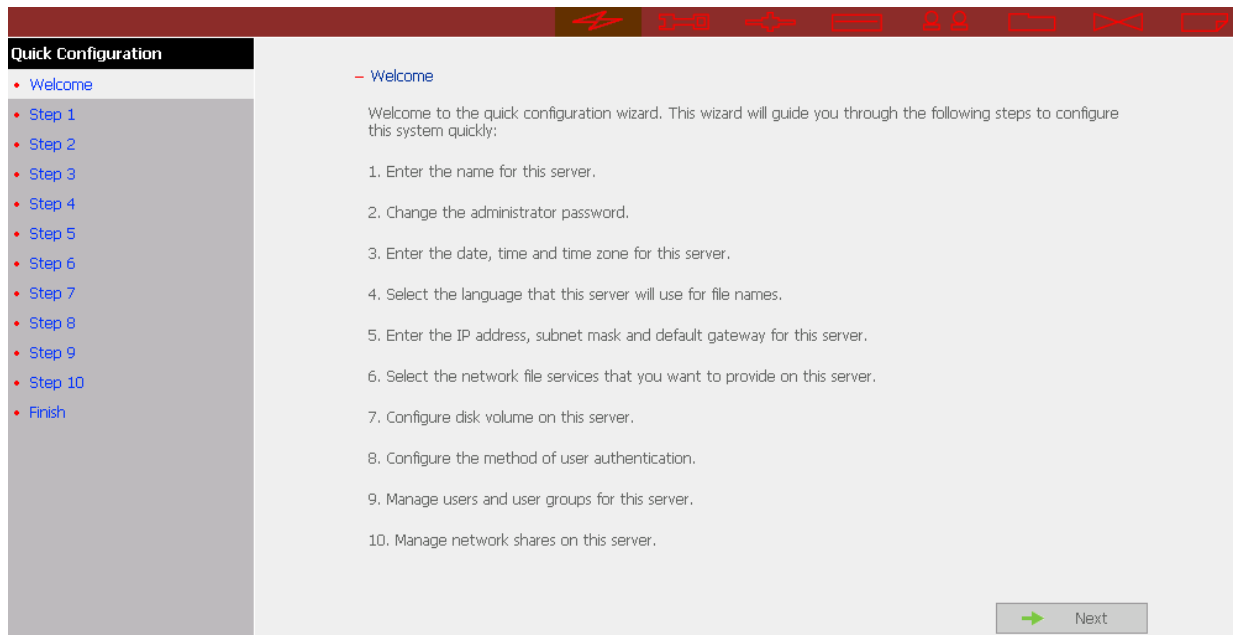 Quick Configuration
Welcome
Step 1
Step 2
Step 3
Step 4
Step 5
Step 6
Step 7
Step 8
Step 9
Step 10
Finish
– Welcome
Welcome to the quick configuration wizard. This wizard will guide you through the following steps to configure
this system quickly:
1. Enter the name for this server.
2. Change the administrator password.
3. Enter the date, time and time zone for this server.
4. Select the language that this server will use for file names.
5. Enter the IP address, subnet mask and default gateway for this server.
6. Select the network file services that you want to provide on this server.
7. Configure disk volume on this server.
8. Configure the method of user authentication.
9. Manage users and user groups for this server.
10. Manage network shares on this server.
Next